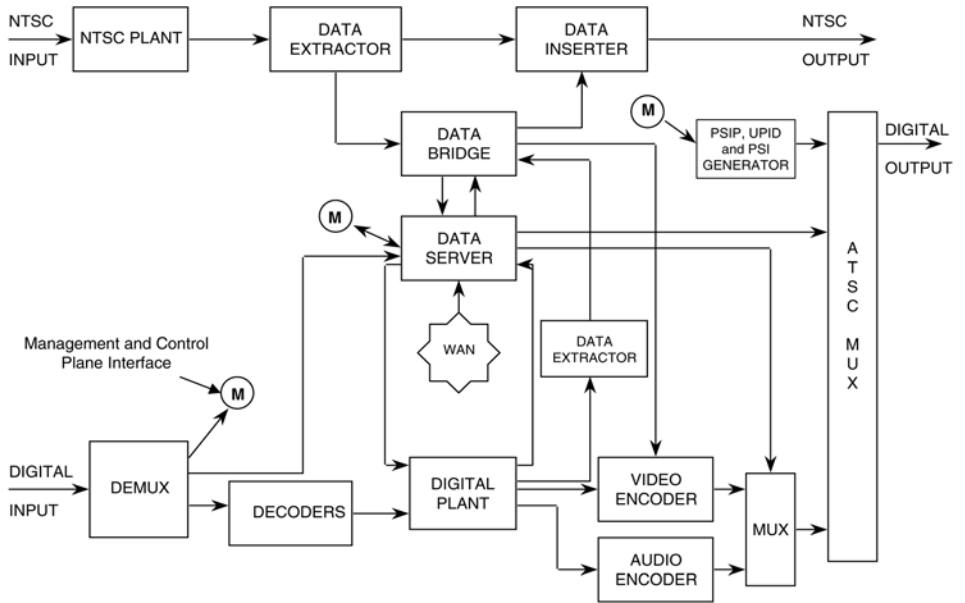 NTSC
INPUT
NTSC PLANT
DATA
EXTRACTOR
DATA
INSERTER
NTSC
OUTPUT
DATA
BRIDGE
M
PSIP, UPID
and PSI
GENERATOR
DIGITAL
OUTPUT
M
DATA
SERVER
ATSC MUX
WAN
DATA
EXTRACTOR
Management and Control
Plane Interface
M
DIGITAL
INPUT
DEMUX
DECODERS
DIGITAL
PLANT
VIDEO
ENCODER
MUX
AUDIO
ENCODER